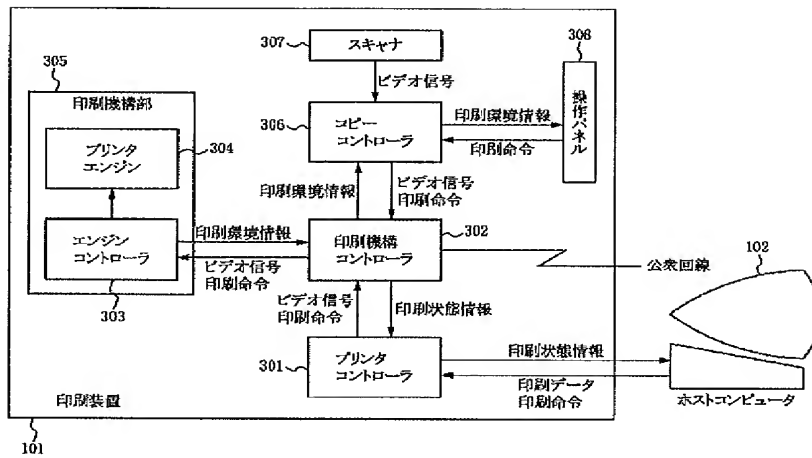 307
スキャナ
308
305
ビデオ信号
印刷機構部
306
コピー
コントローラ
印刷環境情報
印刷命令
操作パネル
プリンタ
エンジン
304
印刷環境情報
ビデオ信号
印刷命令
エンジン
コントローラ
印刷環境情報
ビデオ信号
印刷命令
303
印刷機構
コントローラ
302
公衆回線
102
ビデオ信号
印刷命令
印刷状態情報
301
プリンタ
コントローラ
印刷状態情報
印刷データ
印刷命令
ホストコンピュータ
印刷装置
101